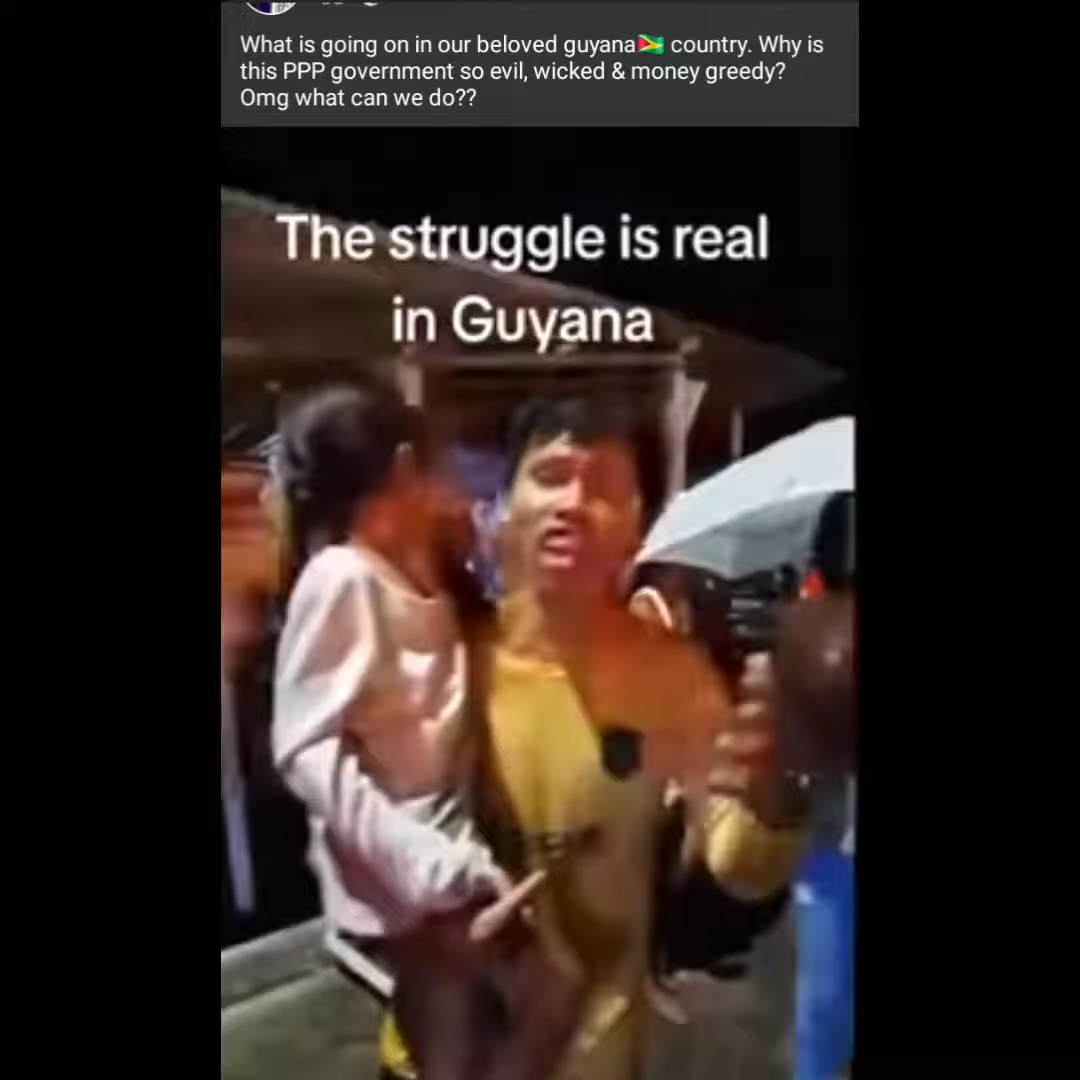 What is going on in our beloved guyana🇬🇾 country. Why is
this PPP government so evil, wicked & money greedy?
Omg what can we do??
The struggle is real
in Guyana